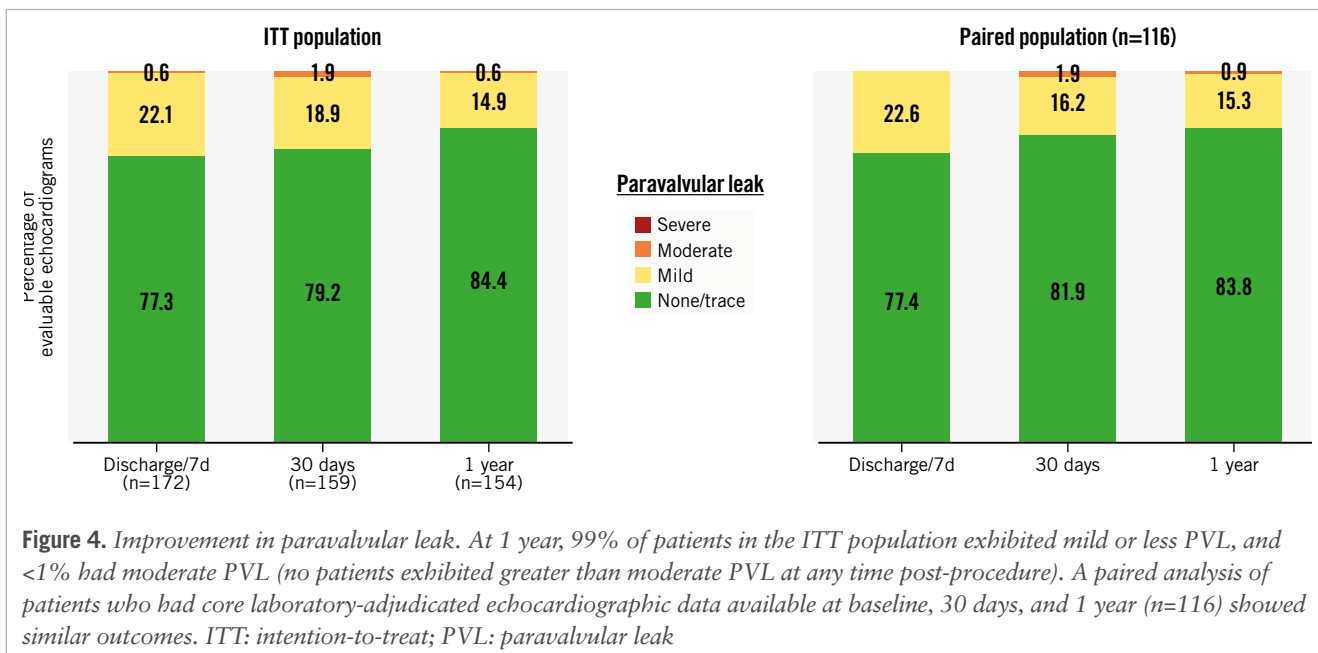 ITT population
0.6
22.1
77.3
1.9
18.9
79.2
0.6
14.9
84.4
Percentage of
evaluable echocardiograms
Discharge/7d
(n=172)
30 days
(n=159)
1 year
(n=154)
Paravalvular leak
Severe
Moderate
Mild
None/trace
Paired population (n=116)
22.6
77.4
1.9
16.2
81.9
0.9
15.3
83.8
Discharge/7d
30 days
1 year
Figure 4. Improvement in paravalvular leak. At 1 year, 99% of patients in the ITT population exhibited mild or less PVL, and
<1% had moderate PVL (no patients exhibited greater than moderate PVL at any time post-procedure). A paired analysis of
patients who had core laboratory-adjudicated echocardiographic data available at baseline, 30 days, and 1 year (n=116) showed
similar outcomes. ITT: intention-to-treat; PVL: paravalvular leak